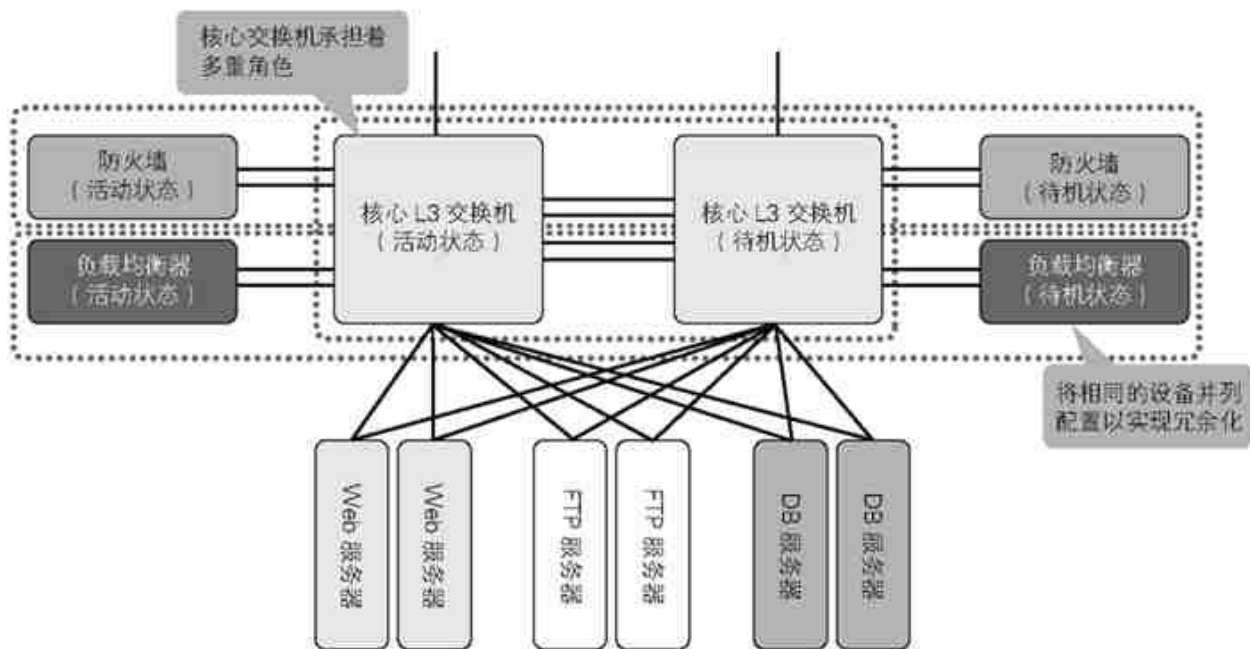 核心交换机承担着
多重角色
防火墙
（活动状态）
核心 L3 交换机
（活动状态）
核心 L3 交换机
（待机状态）
防火墙
（待机状态）
负载均衡器
（活动状态）
负载均衡器
（待机状态）
将相同的设备并列
配置以实现冗余化
Web 服务器
Web 服务器
FTP 服务器
FTP 服务器
DB 服务器
DB 服务器